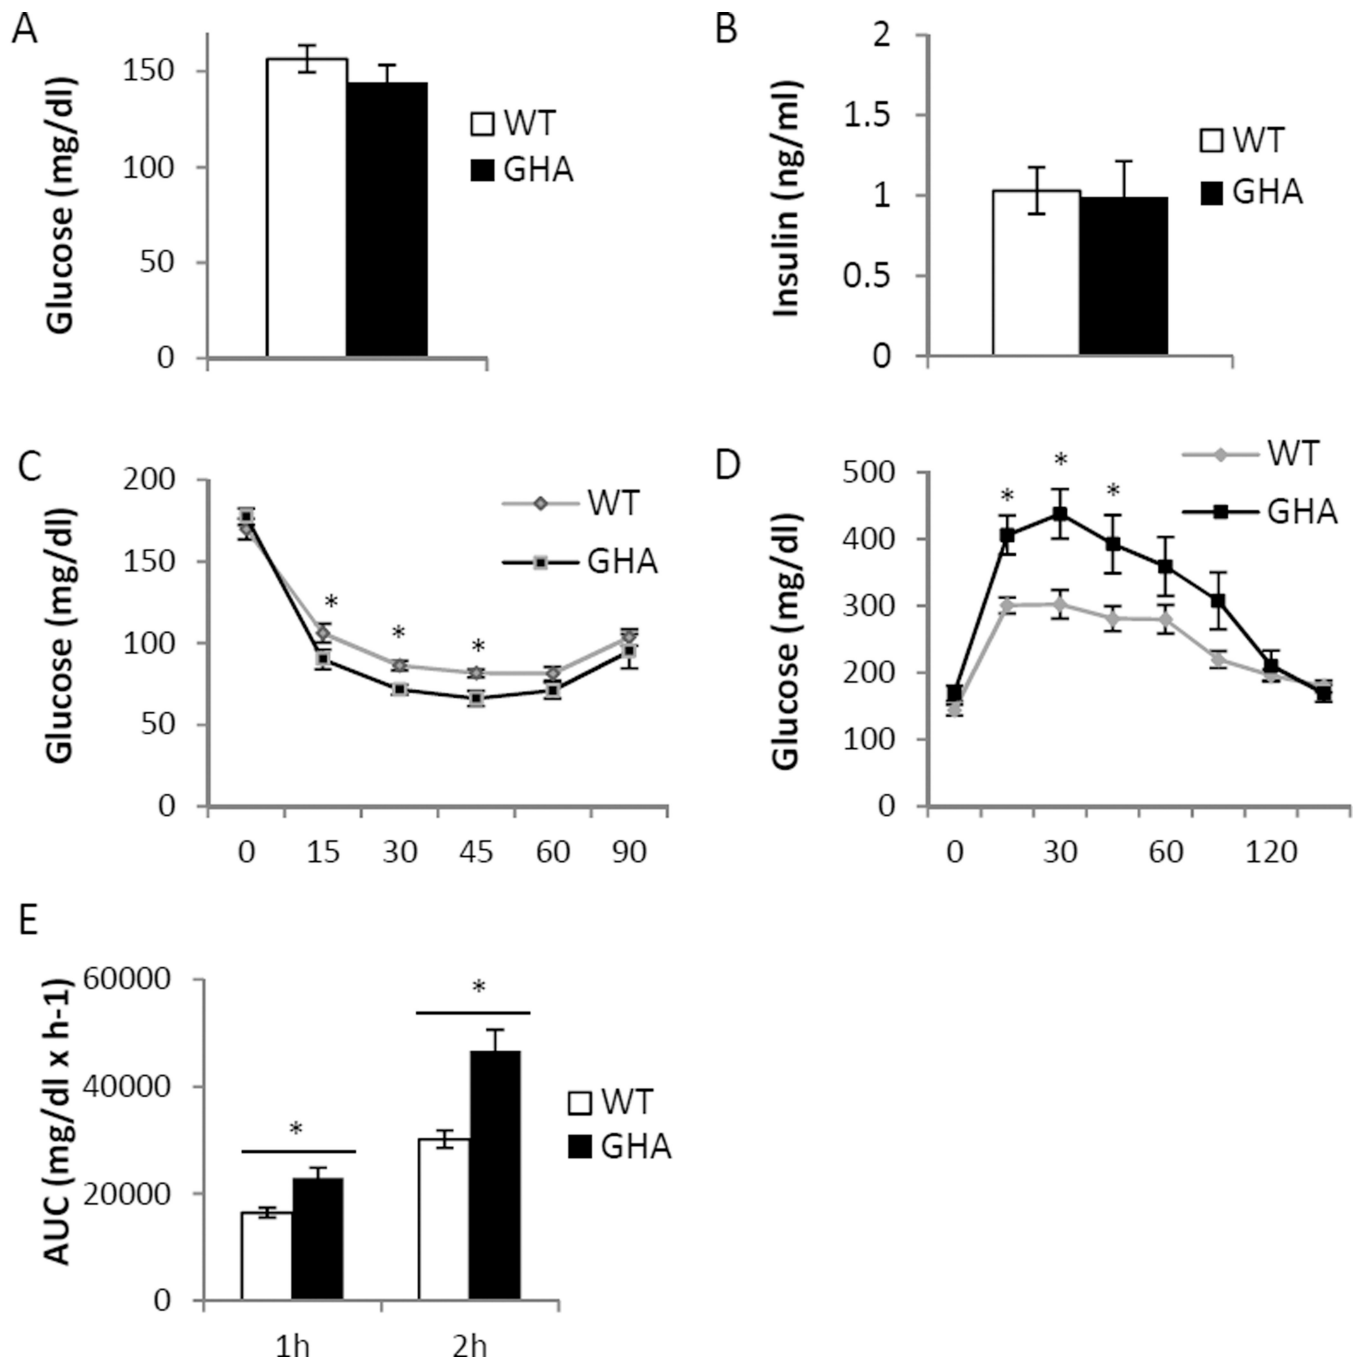 A
Glucose (mg/dl)
150
100
50
0
WT
GHA
B
Insulin (ng/ml)
2
1.5
1
0.5
0
WT
GHA
C
Glucose (mg/dl)
200
150
100
50
0
*
*
*
WT
GHA
0 15 30 45 60 90
D
Glucose (mg/dl)
500
400
300
200
100
0
*
*
*
WT
GHA
0 30 60 120
E
AUC (mg/dl x h-1)
60000
40000
20000
0
*
*
WT
GHA
1h 2h